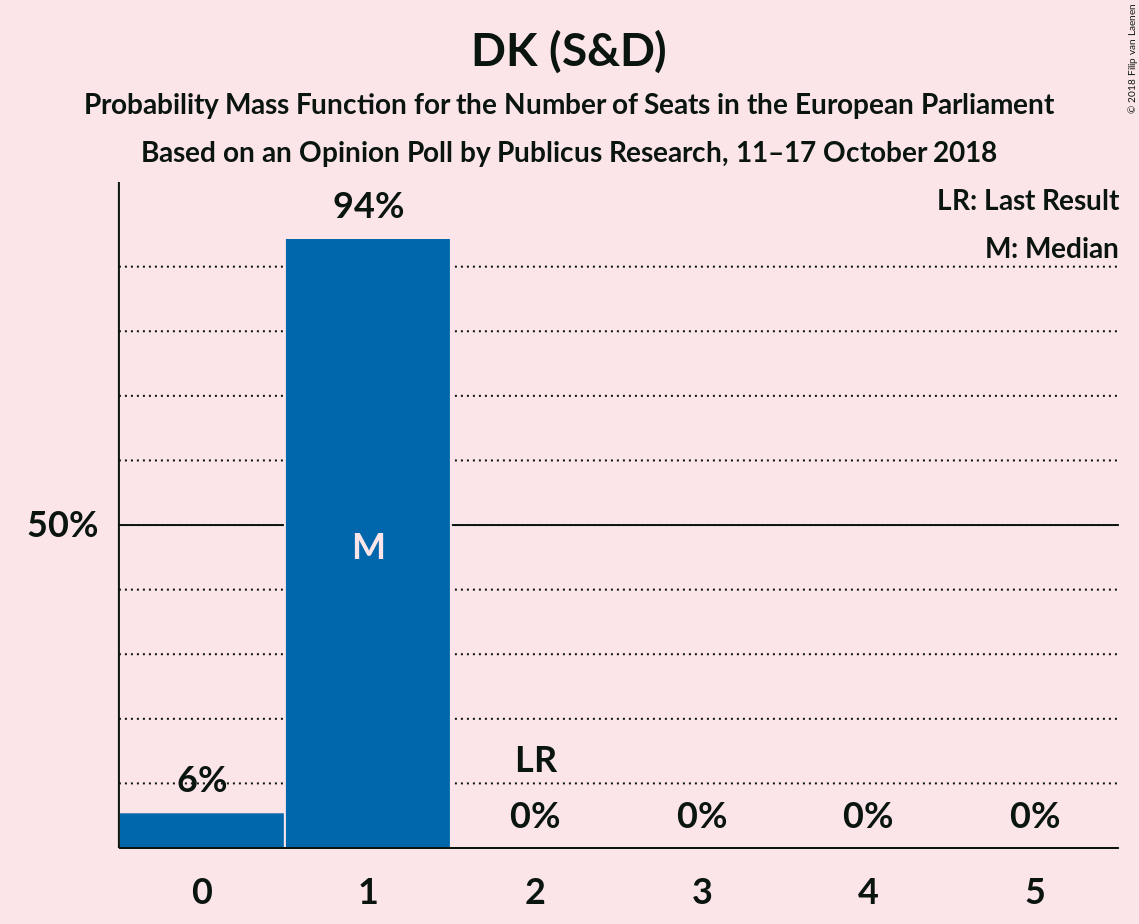 DK (S&D)
Probability Mass Function for the Number of Seats in the European Parliament
Based on an Opinion Poll by Publicus Research, 11–17 October 2018
© 2018 Filip van Laenen
LR: Last Result
M: Median
94%
50%
M
LR
6%
0%
0%
0%
0%
0
1
2
3
4
5